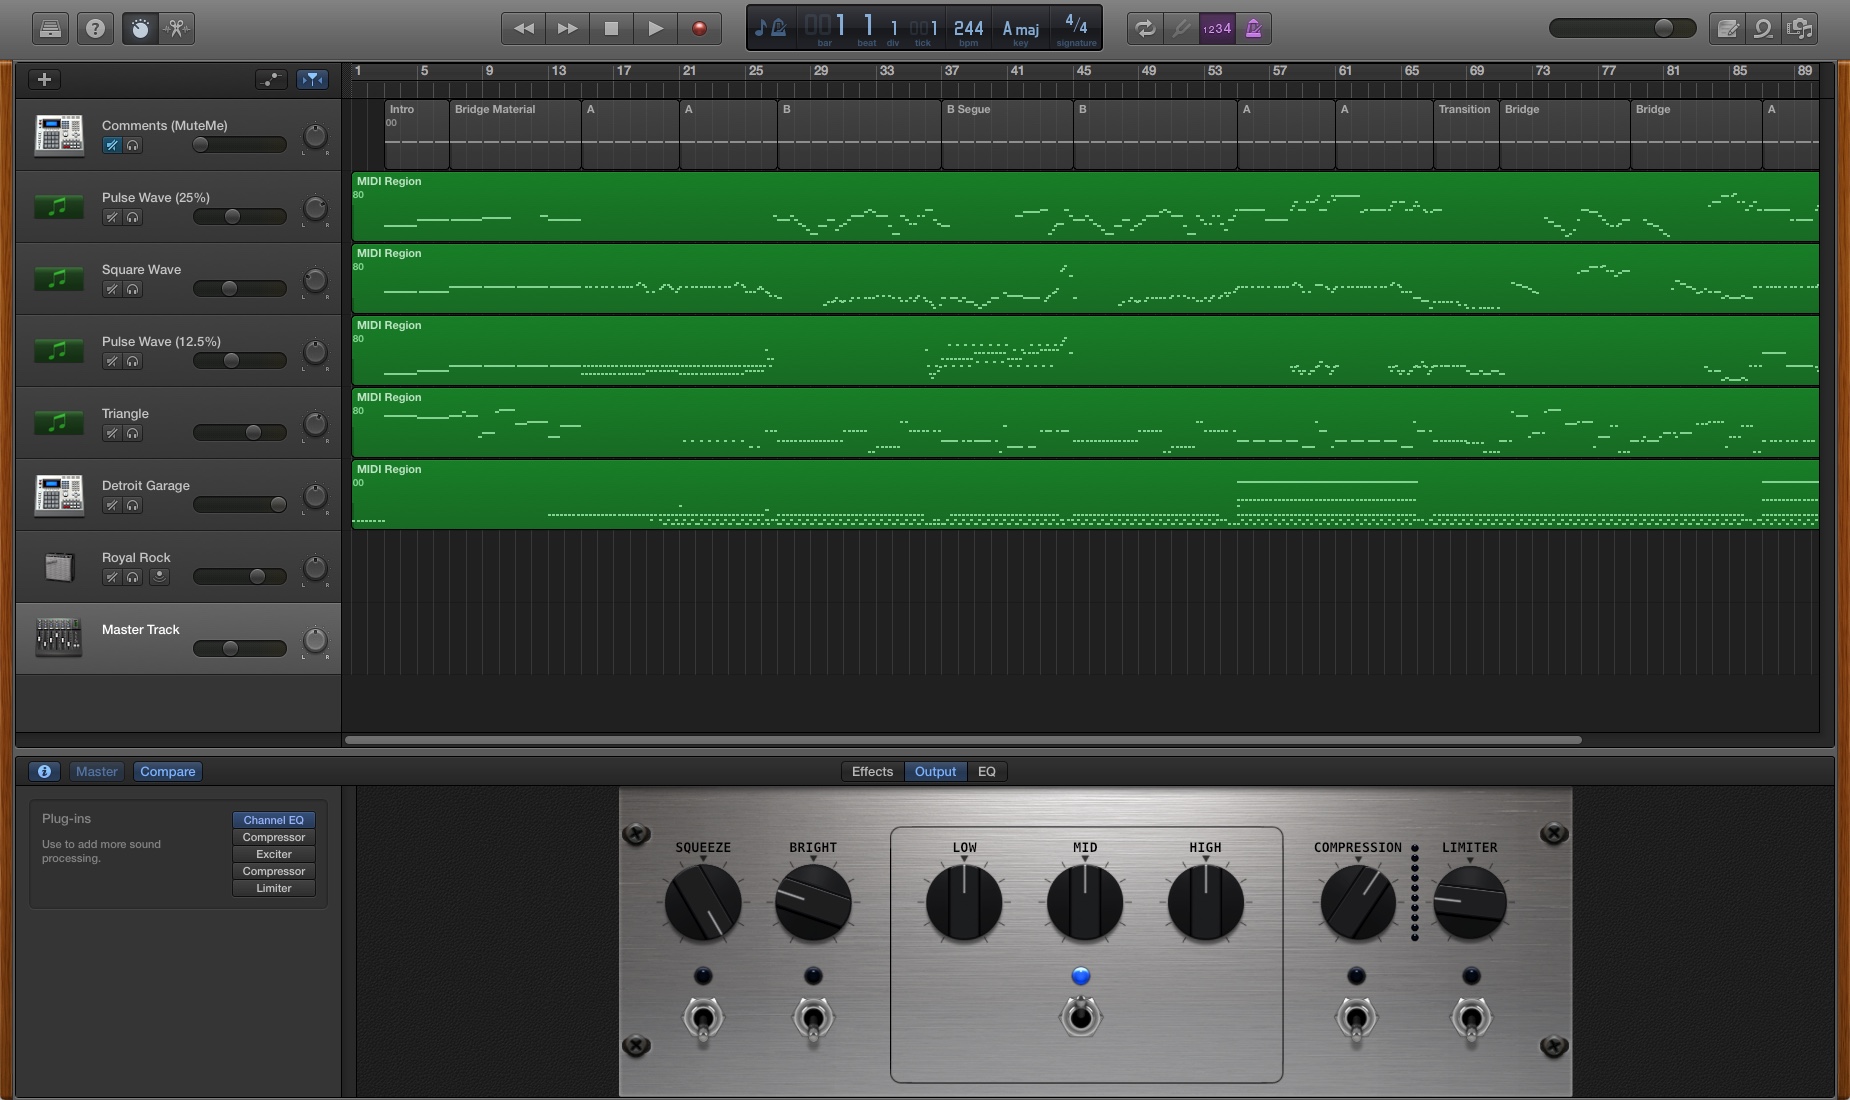 001 1 1 001 244 A maj 4/4
bar beat div tick bpm key signature
1234
1 5 9 13 17 21 25 29 33 37 41 45 49 53 57 61 65 69 73 77 81 85 89
Comments (MuteMe)
L R
Intro Bridge Material A A B B Segue B A A Transition Bridge Bridge A
00
Pulse Wave (25%)
L R
MIDI Region
80
Square Wave
L R
MIDI Region
80
Pulse Wave (12.5%)
L R
MIDI Region
80
Triangle
L R
MIDI Region
80
Detroit Garage
L R
MIDI Region
00
Royal Rock
L R
Master Track
L R
Master Compare Effects Output EQ
Plug-ins
Use to add more sound
processing.
Channel EQ
Compressor
Exciter
Compressor
Limiter
SQUEEZE BRIGHT LOW MID HIGH COMPRESSION LIMITER